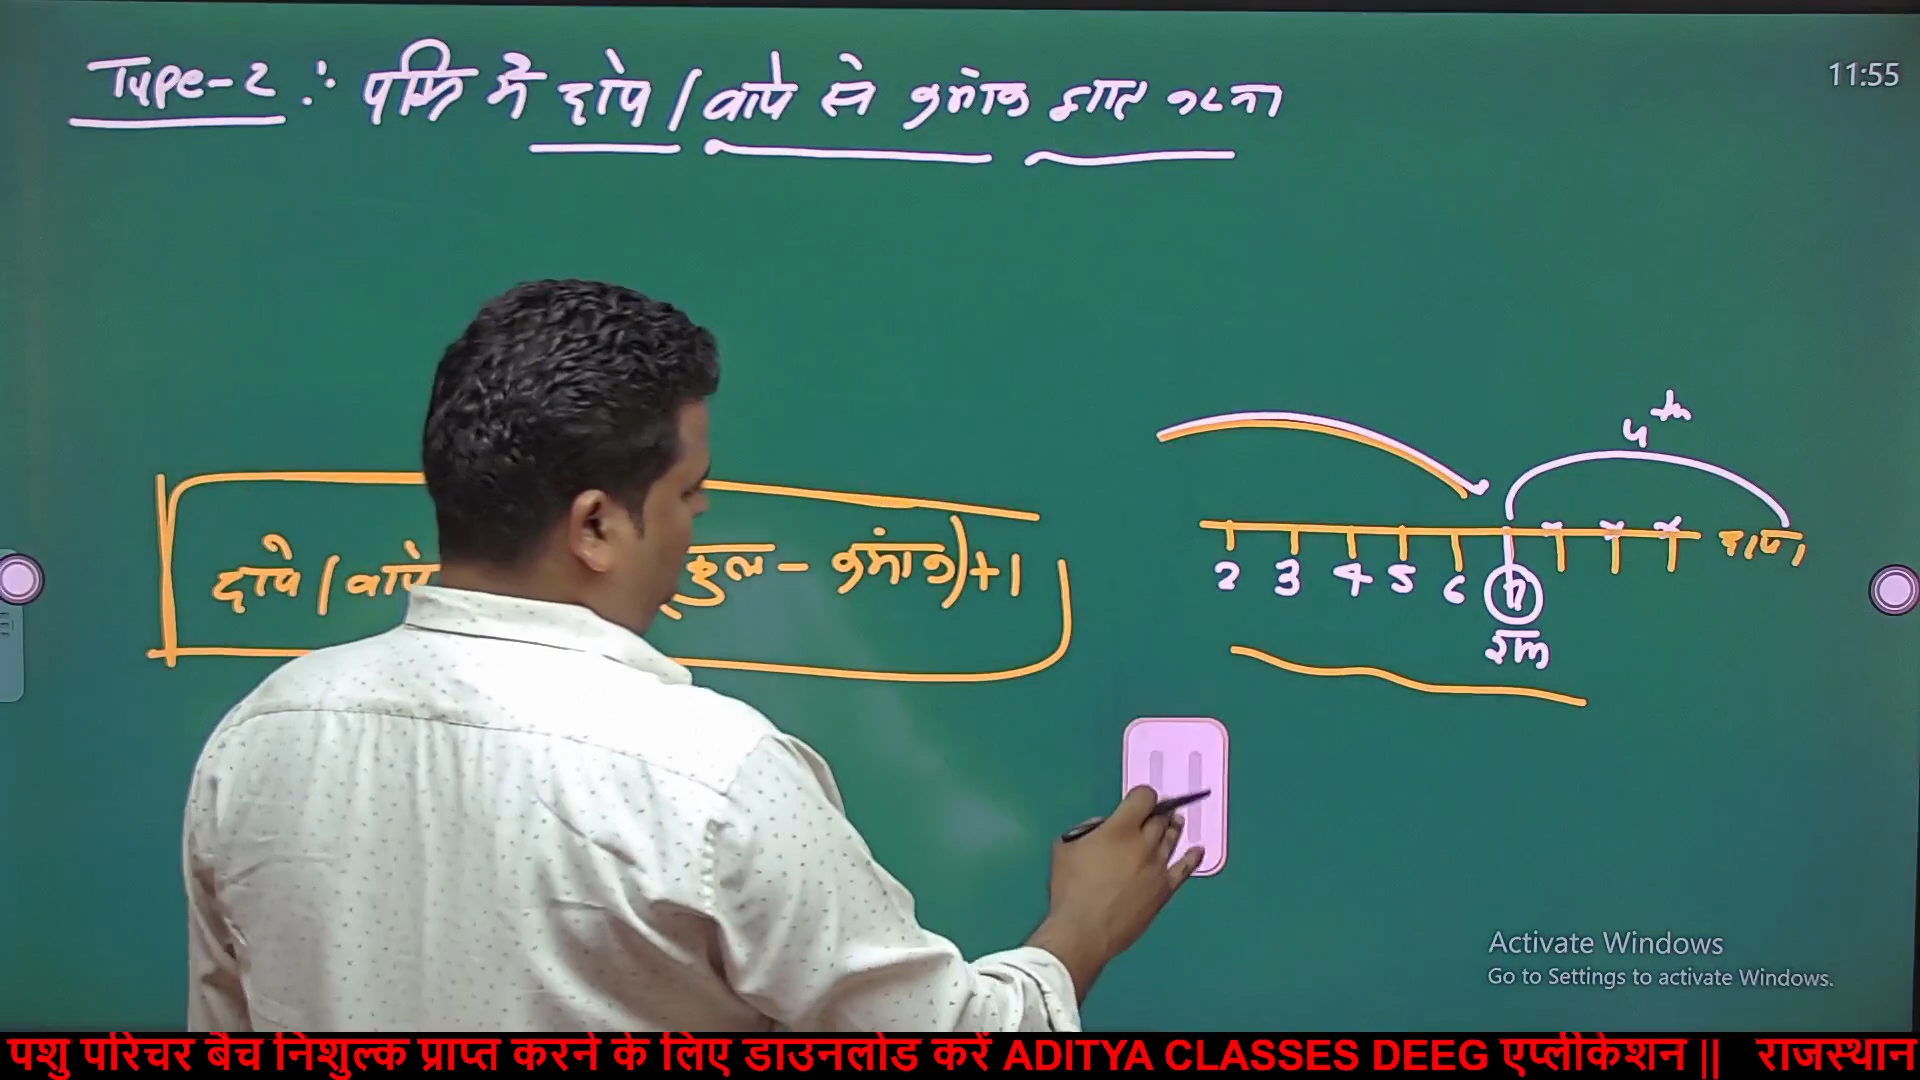 Type-2 : पंक्ति में दांये / बांये से क्रमांक ज्ञात करना
11:55
4th
दांये / बांये (कुल - क्रमांक) + 1
दांये
2 3 4 5 6 7
राम
Activate Windows
Go to Settings to activate Windows.
पशु परिचर बैच निशुल्क प्राप्त करने के लिए डाउनलोड करें ADITYA CLASSES DEEG एप्लीकेशन || राजस्थान